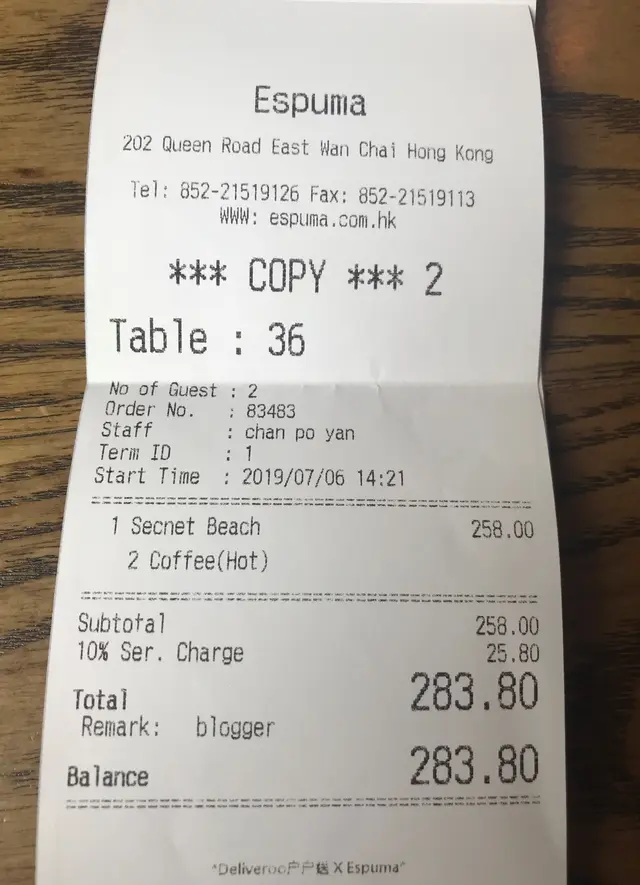 Espuma
202 Queen Road East Wan Chai Hong Kong
Tel: 852-21519126 Fax: 852-21519113
WWW: espuma.com.hk
*** COPY *** 2
Table : 36
No of Guest : 2
Order No. : 83483
Staff : chan po yan
Term ID : 1
Start Time : 2019/07/06 14:21
1 Secnet Beach 258.00
2 Coffee(Hot)
Subtotal 258.00
10% Ser. Charge 25.80
Total 283.80
Remark: blogger
Balance 283.80
"Deliveroo戶戶送 X Espuma"